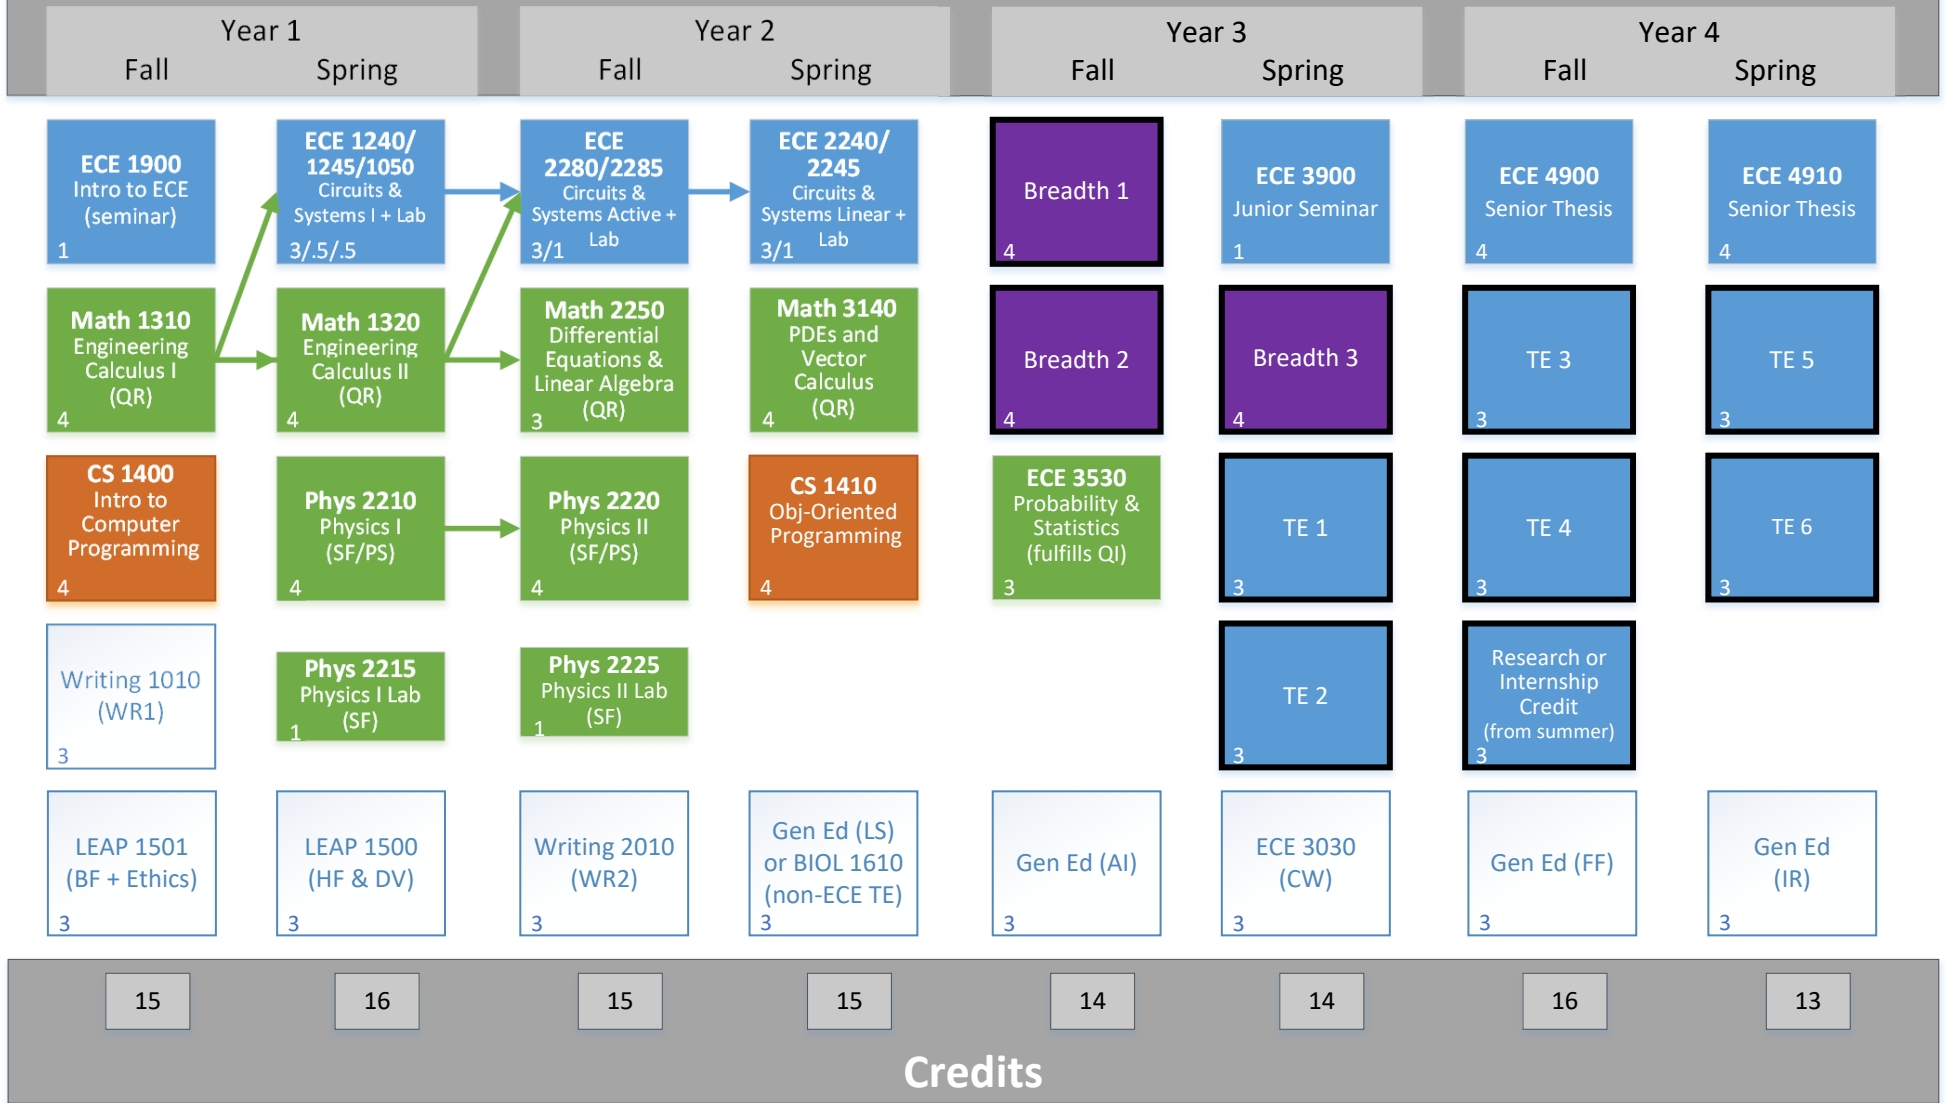 Year 1
Fall Spring
Year 2
Fall Spring
Year 3
Fall Spring
Year 4
Fall Spring
ECE 1900
Intro to ECE
(seminar)
1
ECE 1240/
1245/1050
Circuits &
Systems I + Lab
3/.5/.5
ECE
2280/2285
Circuits &
Systems Active +
Lab
3/1
ECE 2240/
2245
Circuits &
Systems Linear +
Lab
3/1
Breadth 1
4
ECE 3900
Junior Seminar
1
ECE 4900
Senior Thesis
4
ECE 4910
Senior Thesis
4
Math 1310
Engineering
Calculus I
(QR)
4
Math 1320
Engineering
Calculus II
(QR)
4
Math 2250
Differential
Equations &
Linear Algebra
(QR)
3
Math 3140
PDEs and
Vector
Calculus
(QR)
4
Breadth 2
4
Breadth 3
4
TE 3
3
TE 5
3
CS 1400
Intro to
Computer
Programming
4
Phys 2210
Physics I
(SF/PS)
4
Phys 2220
Physics II
(SF/PS)
4
CS 1410
Obj-Oriented
Programming
4
ECE 3530
Probability &
Statistics
(fulfills QI)
3
TE 1
3
TE 4
3
TE 6
3
Writing 1010
(WR1)
3
Phys 2215
Physics I Lab
(SF)
1
Phys 2225
Physics II Lab
(SF)
1
TE 2
3
Research or
Internship
Credit
(from summer)
3
LEAP 1501
(BF + Ethics)
3
LEAP 1500
(HF & DV)
3
Writing 2010
(WR2)
3
Gen Ed (LS)
or BIOL 1610
(non-ECE TE)
3
Gen Ed (AI)
3
ECE 3030
(CW)
3
Gen Ed (FF)
3
Gen Ed
(IR)
3
15 16 15 15 14 14 16 13
Credits